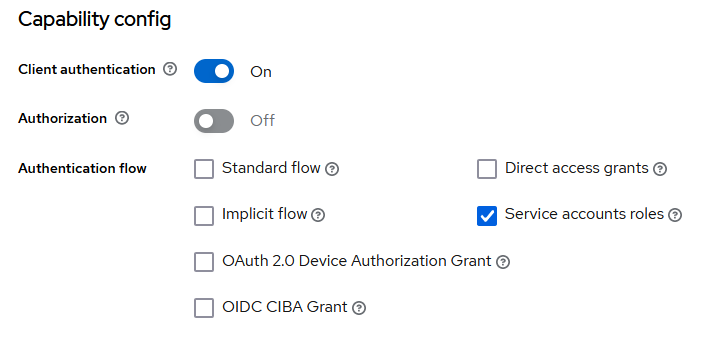 Capability config
Client authentication On
Authorization Off
Authentication flow Standard flow Direct access grants
Implicit flow Service accounts roles
OAuth 2.0 Device Authorization Grant
OIDC CIBA Grant